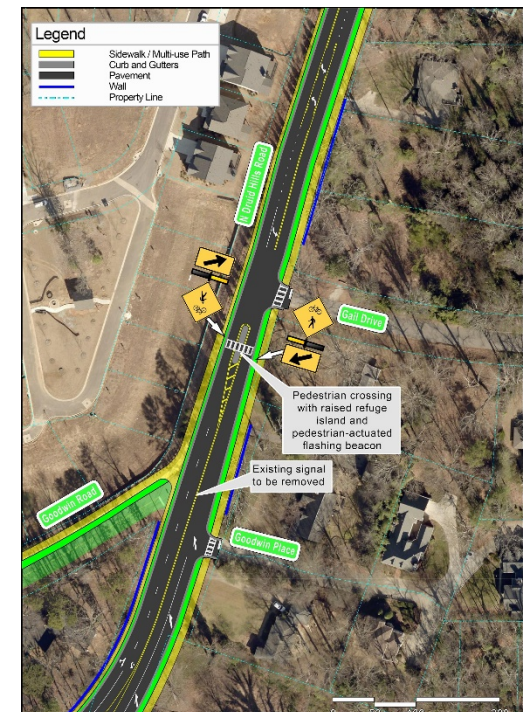 Legend
Sidewalk / Multi-use Path
Curb and Gutters
Pavement
Wall
Property Line
N Druid Hills Road
Gail Drive
Pedestrian crossing
with raised refuge
island and
pedestrian-actuated
flashing beacon
Existing signal
to be removed
Goodwin Road
Goodwin Place